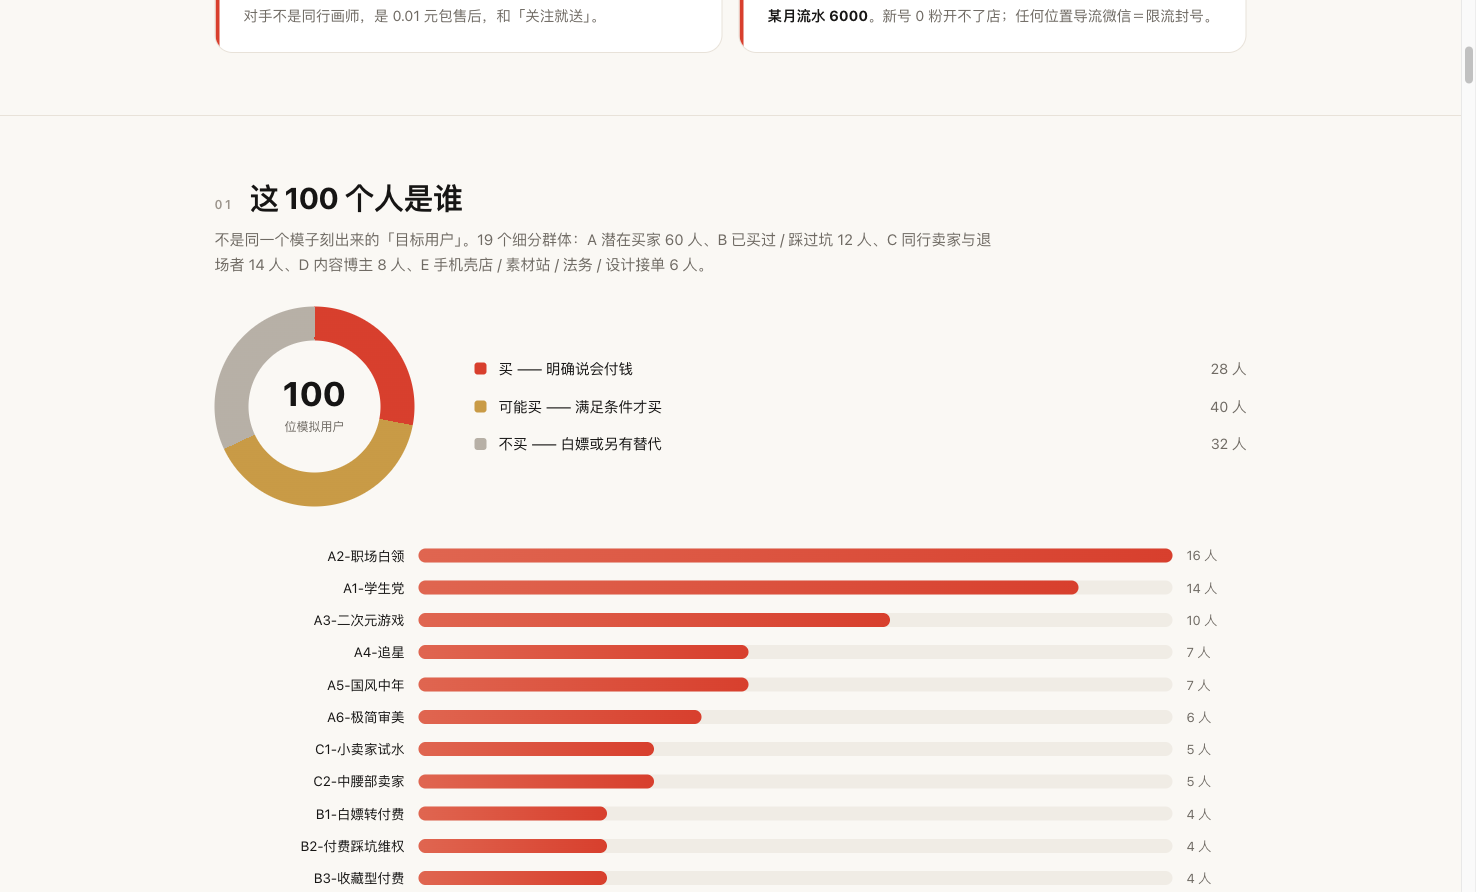 对手不是同行画师，是 0.01 元包售后，和「关注就送」。
某月流水 6000。新号 0 粉开不了店；任何位置导流微信＝限流封号。
01 这 100 个人是谁
不是同一个模子刻出来的「目标用户」。19 个细分群体：A 潜在买家 60 人、B 已买过 / 踩过坑 12 人、C 同行卖家与退
场者 14 人、D 内容博主 8 人、E 手机壳店 / 素材站 / 法务 / 设计接单 6 人。
100
位模拟用户
买 —— 明确说会付钱 28 人
可能买 —— 满足条件才买 40 人
不买 —— 白嫖或另有替代 32 人
A2-职场白领 16 人
A1-学生党 14 人
A3-二次元游戏 10 人
A4-追星 7 人
A5-国风中年 7 人
A6-极简审美 6 人
C1-小卖家试水 5 人
C2-中腰部卖家 5 人
B1-白嫖转付费 4 人
B2-付费踩坑维权 4 人
B3-收藏型付费 4 人